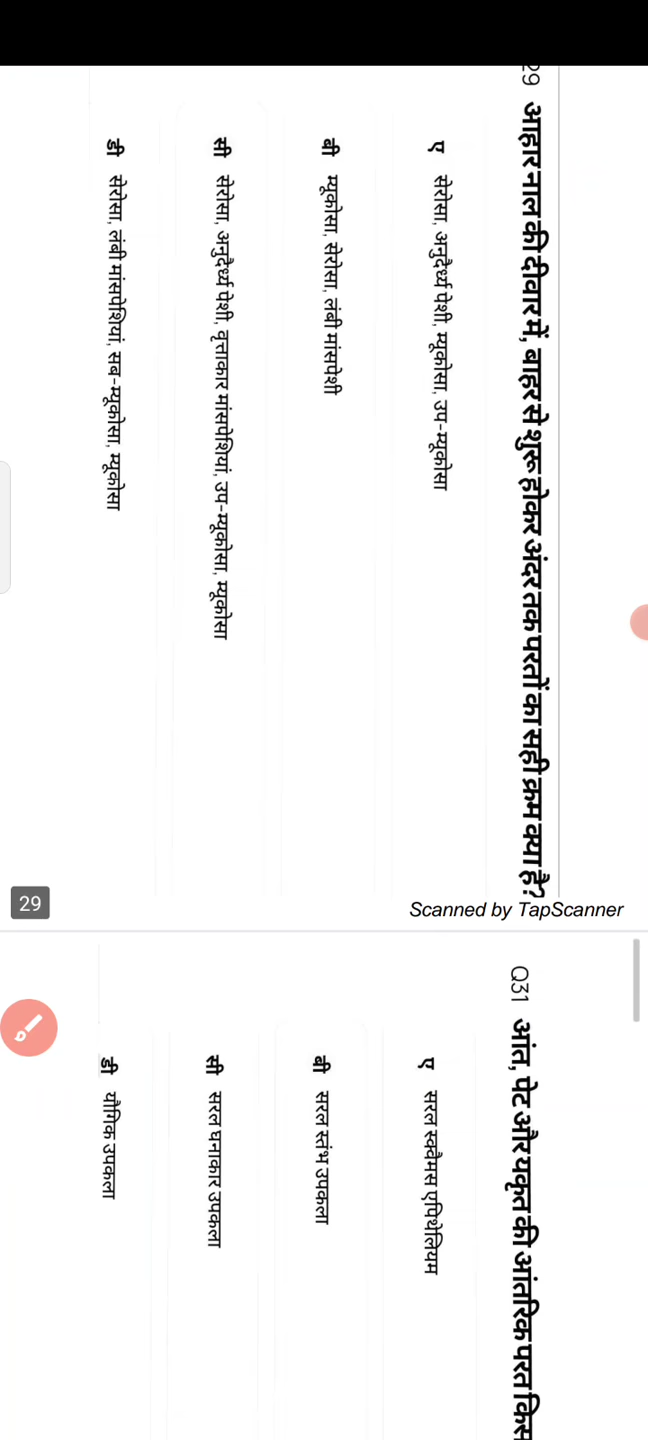 29 आहार नाल की दीवार में, बाहर से शुरू होकर अंदर तक परतों का सही क्रम क्या है?
ए सेरोसा, अनुदैर्ध्य पेशी, म्यूकोसा, उप-म्यूकोसा
बी म्यूकोसा, सेरोसा, लंबी मांसपेशी
सी सेरोसा, अनुदैर्ध्य पेशी, वृत्ताकार मांसपेशियां, उप-म्यूकोसा, म्यूकोसा
डी सेरोसा, लंबी मांसपेशियां, सब-म्यूकोसा, म्यूकोसा
29
Scanned by TapScanner
Q31 आंत, पेट और यकृत की आंतरिक परत किस
ए सरल स्क्वैमस एपिथेलियम
बी सरल स्तंभ उपकला
सी सरल घनाकार उपकला
डी यौगिक उपकला